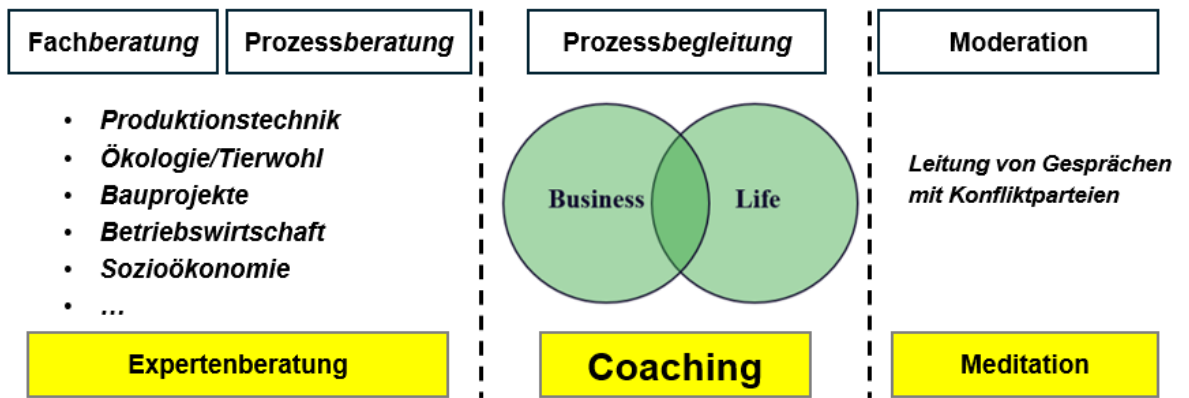 Fachberatung
Prozessberatung
Prozessbegleitung
Moderation
• Produktionstechnik
• Ökologie/Tierwohl
• Bauprojekte
• Betriebswirtschaft
• Sozioökonomie
• ...
Business
Life
Leitung von Gesprächen
mit Konfliktparteien
Expertenberatung
Coaching
Meditation